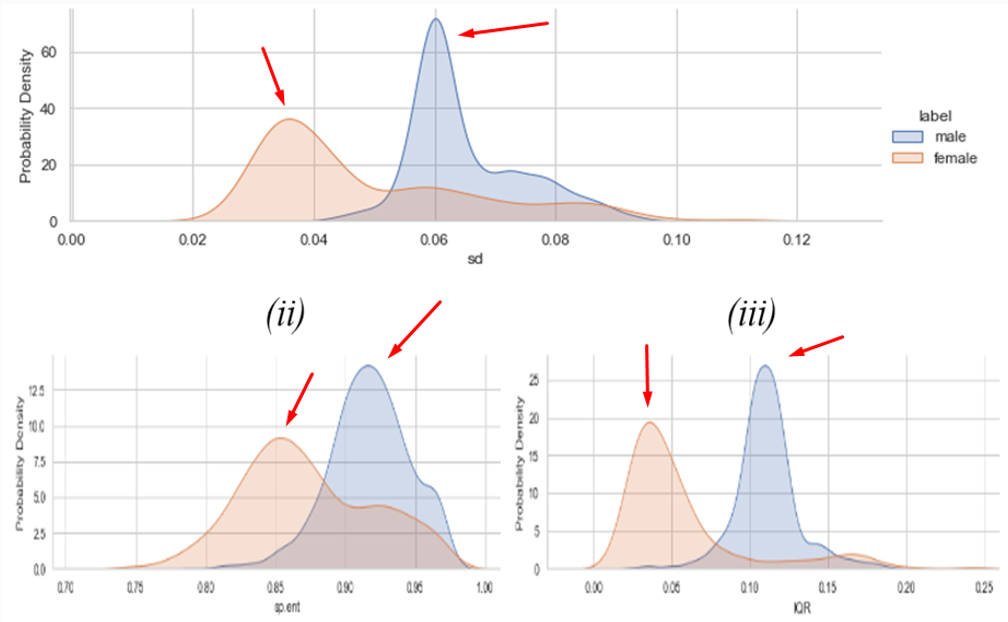 Probability Density
60
40
20
0
0.00 0.02 0.04 0.06 0.08 0.10 0.12
sd
label
male
female
(ii)
Probability Density
12.5
10.0
7.5
5.0
2.5
0.0
0.70 0.75 0.80 0.85 0.90 0.95 1.00
sp.ent
(iii)
Probability Density
25
20
15
10
5
0
0.00 0.05 0.10 0.15 0.20 0.25
IQR